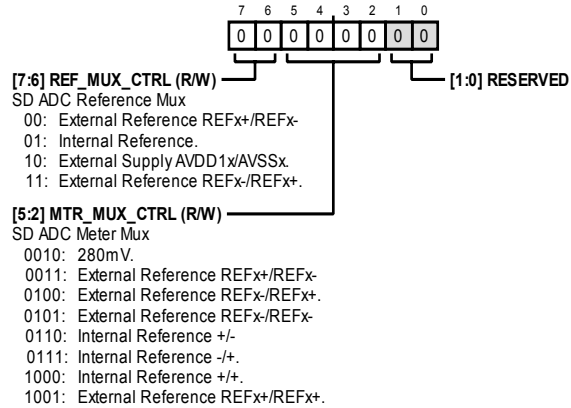 7 6 5 4 3 2 1 0
0 0 0 0 0 0 0 0
[7:6] REF_MUX_CTRL (R/W)
[1:0] RESERVED
SD ADC Reference Mux
00: External Reference REFx+/REFx-
01: Internal Reference.
10: External Supply AVDD1x/AVSSx.
11: External Reference REFx-/REFx+.
[5:2] MTR_MUX_CTRL (R/W)
SD ADC Meter Mux
0010: 280mV.
0011: External Reference REFx+/REFx-
0100: External Reference REFx-/REFx+.
0101: External Reference REFx-/REFx-
0110: Internal Reference +/-
0111: Internal Reference -/+.
1000: Internal Reference +/+.
1001: External Reference REFx+/REFx+.